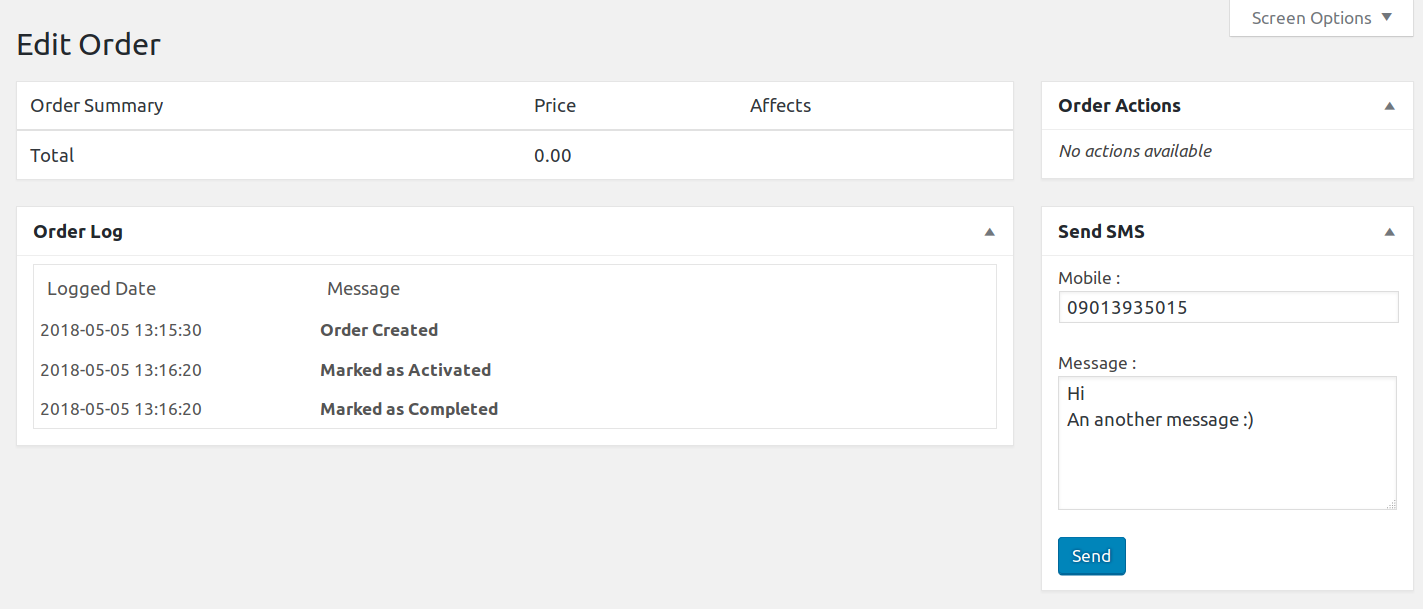 Screen Options
Edit Order
Order Summary Price Affects
Total 0.00
Order Actions
No actions available
Order Log
Logged Date Message
2018-05-05 13:15:30 Order Created
2018-05-05 13:16:20 Marked as Activated
2018-05-05 13:16:20 Marked as Completed
Send SMS
Mobile :
09013935015
Message :
Hi
An another message :)
Send